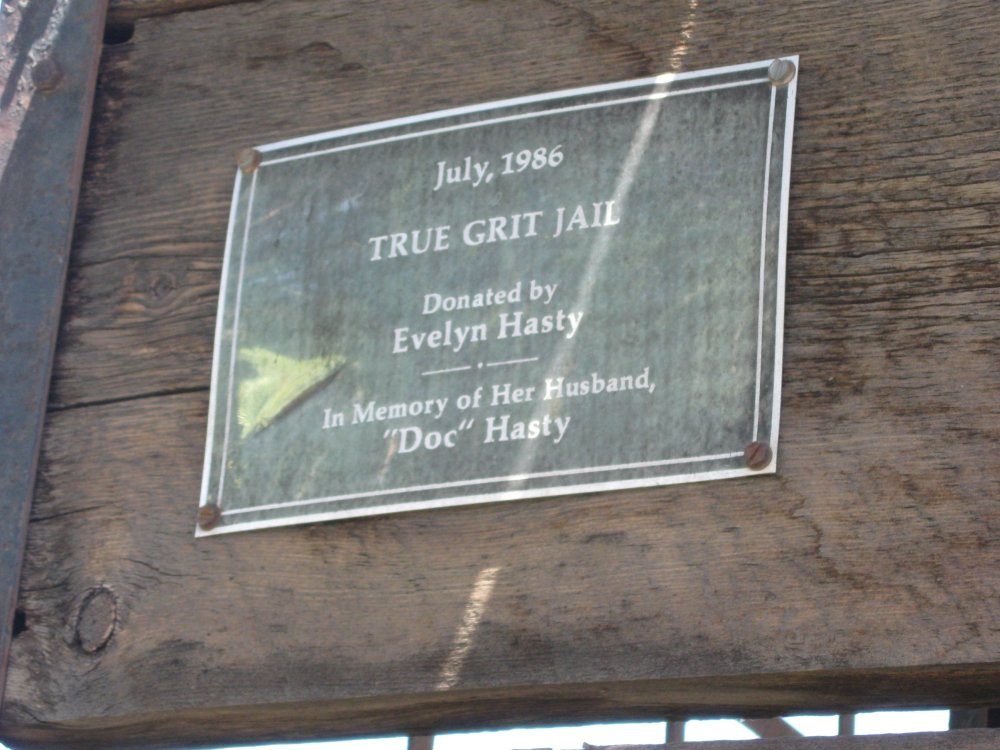 July, 1986
TRUE GRIT JAIL
Donated by
Evelyn Hasty
In Memory of Her Husband,
"Doc" Hasty